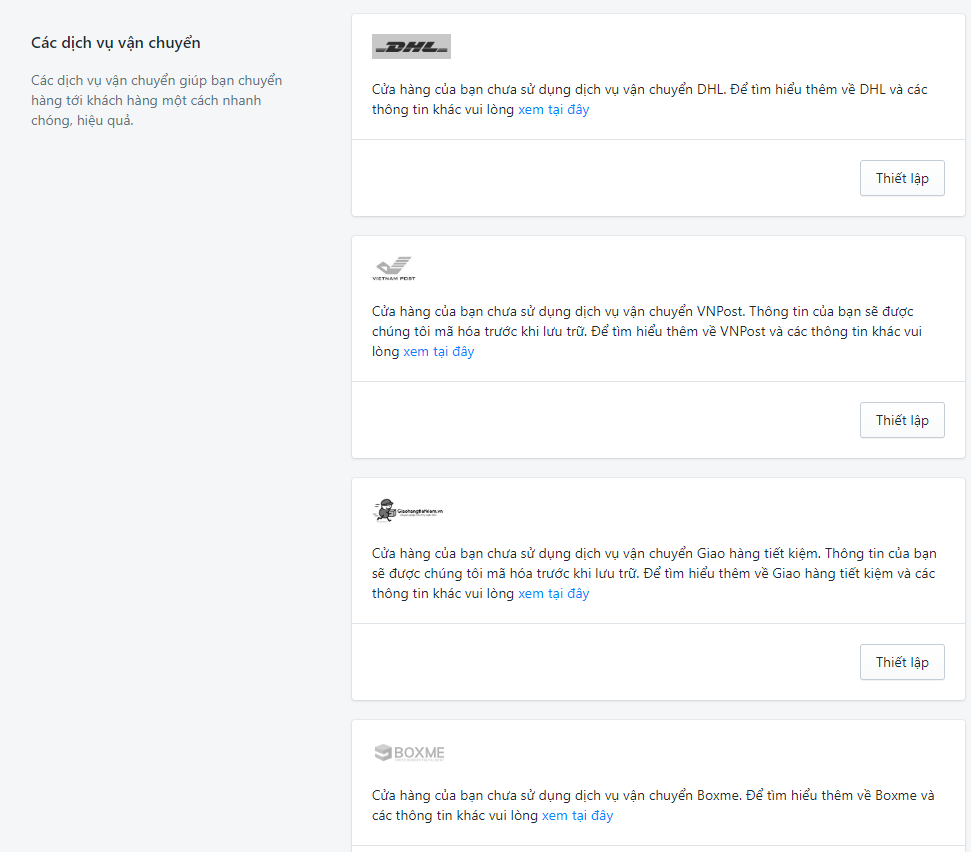 Các dịch vụ vận chuyển
Các dịch vụ vận chuyển giúp bạn chuyển
hàng tới khách hàng một cách nhanh
chóng, hiệu quả.
DHL
Cửa hàng của bạn chưa sử dụng dịch vụ vận chuyển DHL. Để tìm hiểu thêm về DHL và các
thông tin khác vui lòng xem tại đây
Thiết lập
VIETNAM POST
Cửa hàng của bạn chưa sử dụng dịch vụ vận chuyển VNPost. Thông tin của bạn sẽ được
chúng tôi mã hóa trước khi lưu trữ. Để tìm hiểu thêm về VNPost và các thông tin khác vui
lòng xem tại đây
Thiết lập
Giaohangtietkiem.vn
Cửa hàng của bạn chưa sử dụng dịch vụ vận chuyển Giao hàng tiết kiệm. Thông tin của bạn
sẽ được chúng tôi mã hóa trước khi lưu trữ. Để tìm hiểu thêm về Giao hàng tiết kiệm và các
thông tin khác vui lòng xem tại đây
Thiết lập
BOXME
Cửa hàng của bạn chưa sử dụng dịch vụ vận chuyển Boxme. Để tìm hiểu thêm về Boxme và
các thông tin khác vui lòng xem tại đây